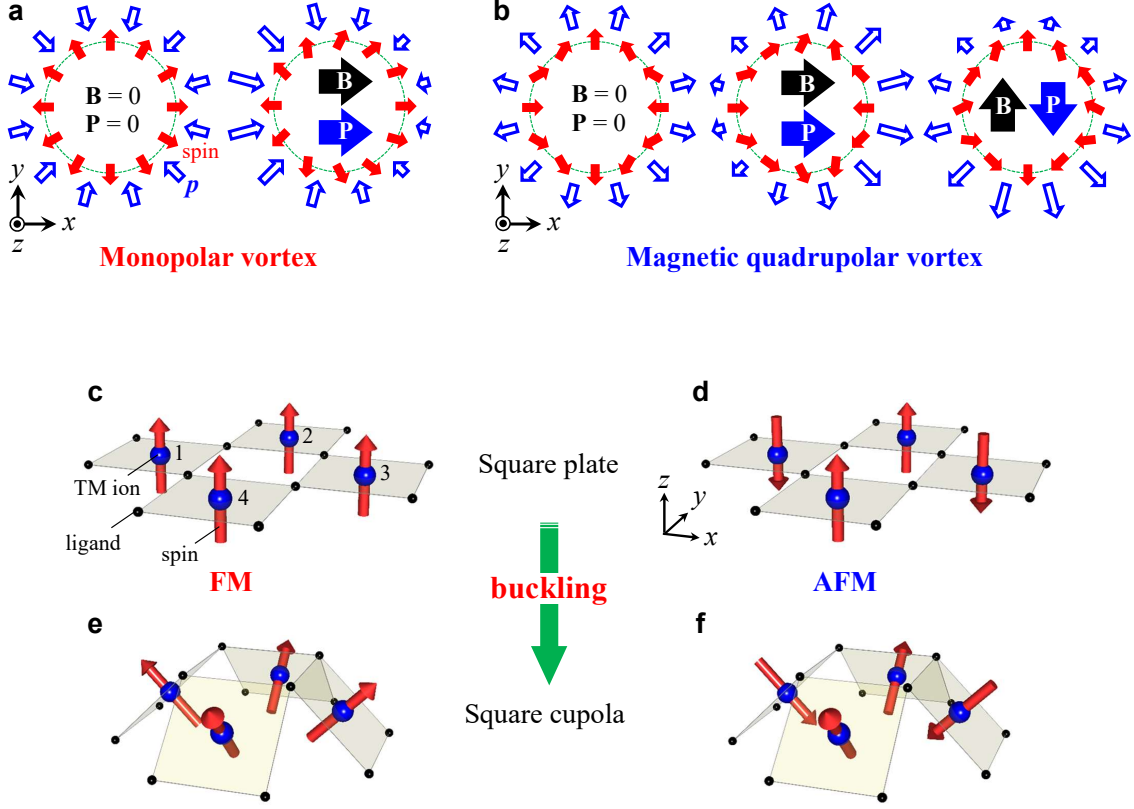 a
B = 0
P = 0
B
P
spin
p
y
x
z
Monopolar vortex
b
B = 0
P = 0
B
P
B
P
y
x
z
Magnetic quadrupolar vortex
c
1
2
3
4
TM ion
ligand
spin
FM
Square plate
buckling
Square cupola
d
z
y
x
AFM
e
f